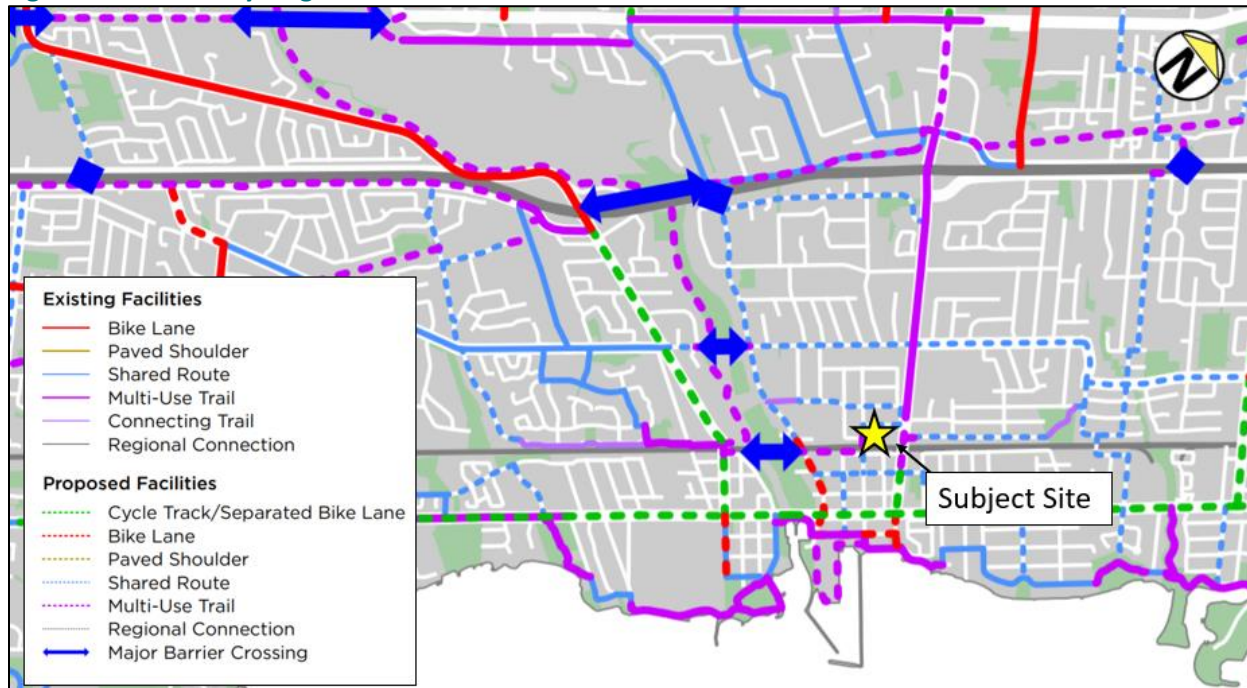 N
Existing Facilities
Bike Lane
Paved Shoulder
Shared Route
Multi-Use Trail
Connecting Trail
Regional Connection
Proposed Facilities
Cycle Track/Separated Bike Lane
Bike Lane
Paved Shoulder
Shared Route
Multi-Use Trail
Regional Connection
Major Barrier Crossing
Subject Site